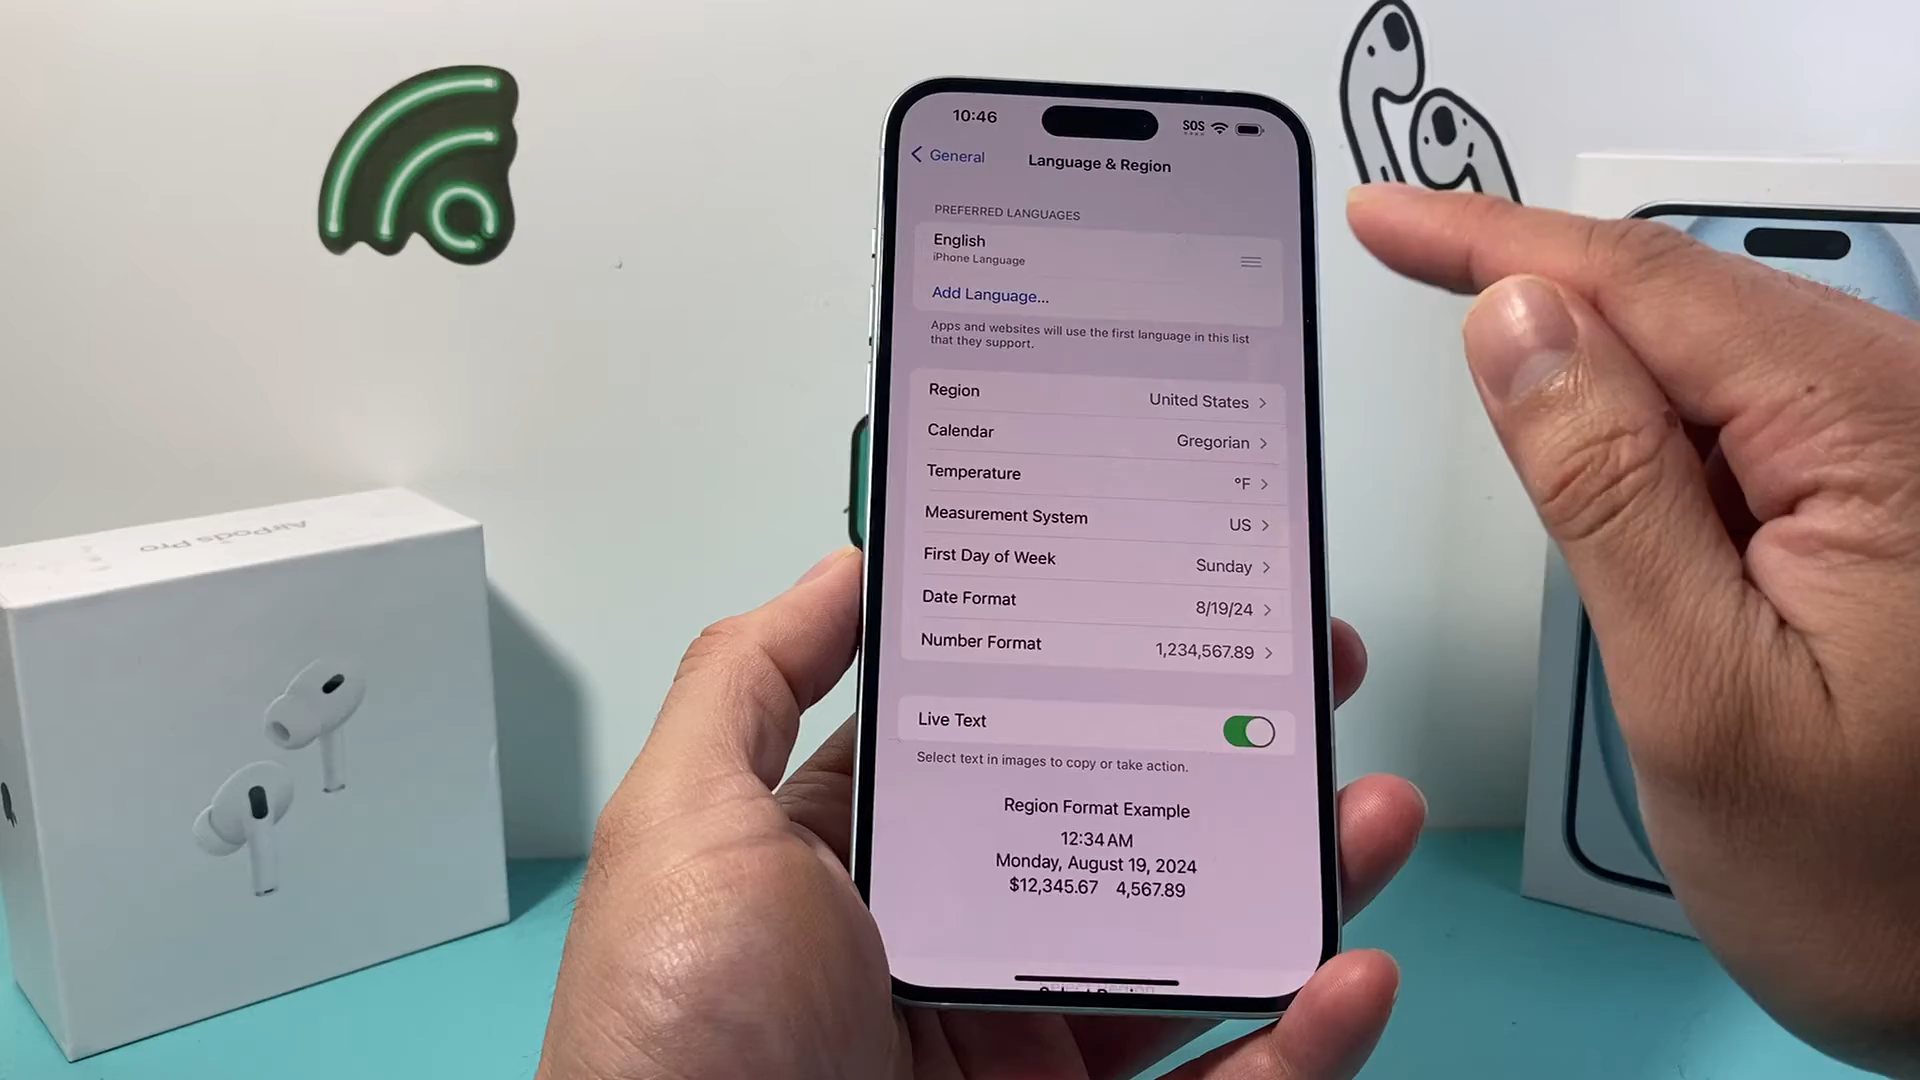 10:46
SOS
General
Language & Region
PREFERRED LANGUAGES
English
iPhone Language
Add Language...
Apps and websites will use the first language in this list
that they support.
Region United States
Calendar Gregorian
Temperature °F
Measurement System US
First Day of Week Sunday
Date Format 8/19/24
Number Format 1,234,567.89
Live Text
Select text in images to copy or take action.
Region Format Example
12:34 AM
Monday, August 19, 2024
$12,345.67 4,567.89
Select Region
AirPods Pro